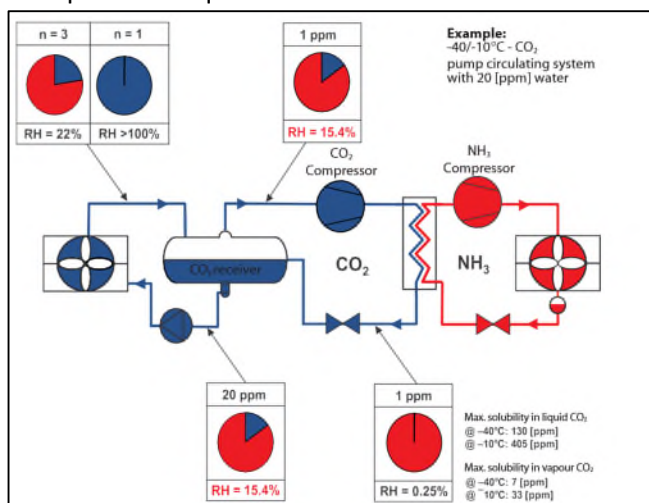 n = 3
n = 1
RH = 22%
RH >100%
1 ppm
RH = 15.4%
Example:
-40/-10°C - CO₂
pump circulating system
with 20 [ppm] water
CO₂
Compressor
NH₃
Compressor
CO₂ receiver
CO₂
NH₃
20 ppm
RH = 15.4%
1 ppm
RH = 0.25%
Max. solubility in liquid CO₂
@ –40°C: 130 [ppm]
@ –10°C: 405 [ppm]
Max. solubility in vapour CO₂
@ –40°C: 7 [ppm]
@ ¯10°C: 33 [ppm]